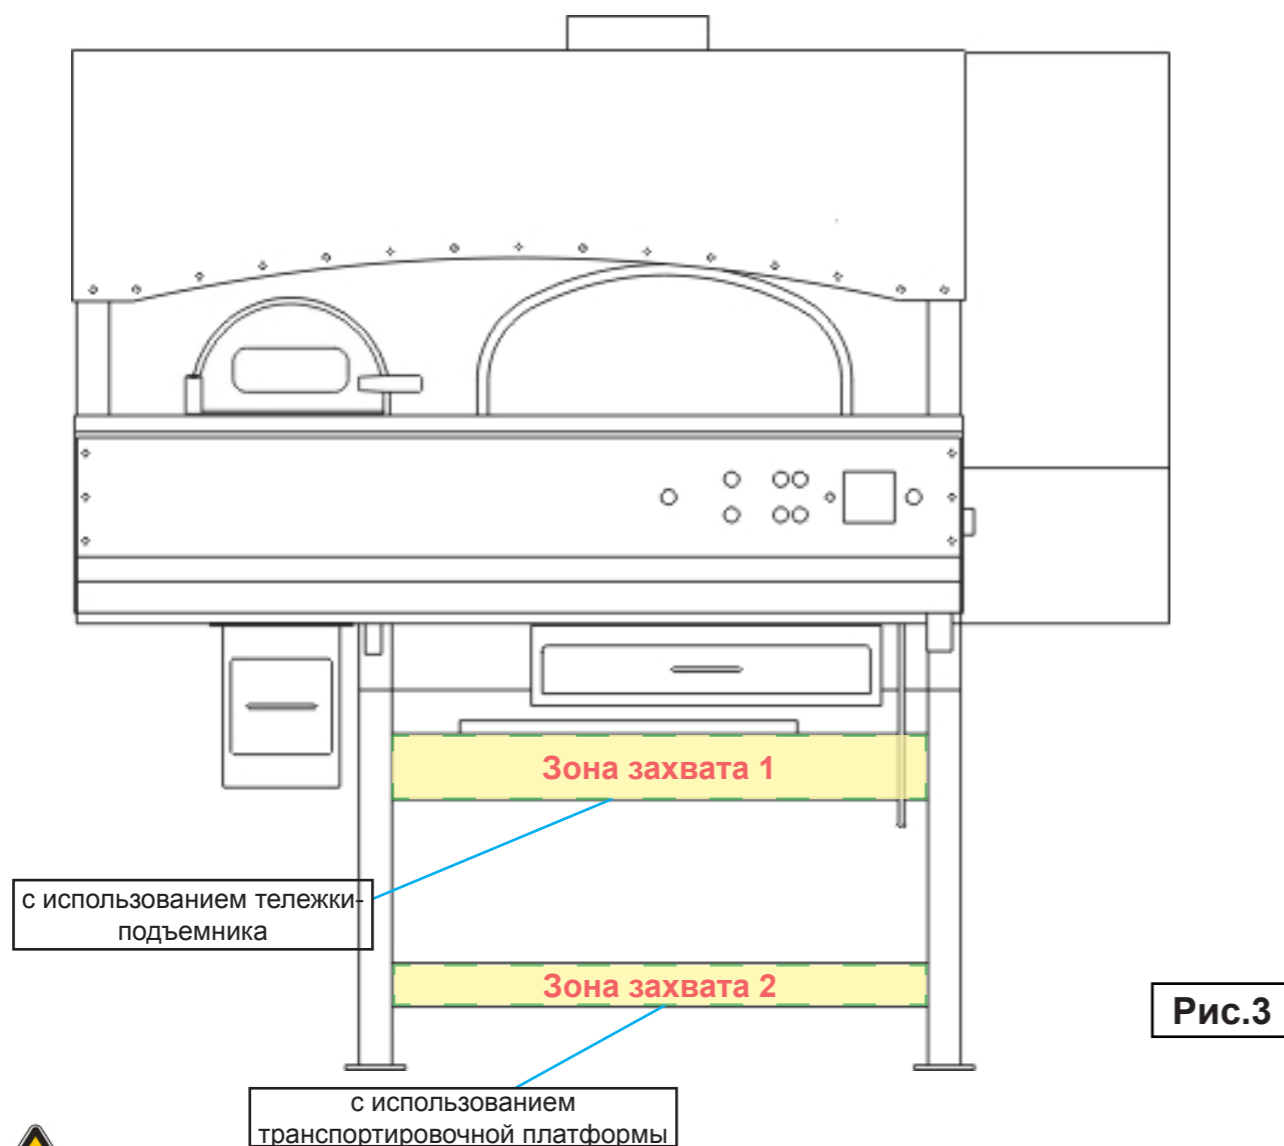 Зона захвата 1
с использованием тележки-
подъемника
Зона захвата 2
Рис.3
с использованием
транспортировочной платформы